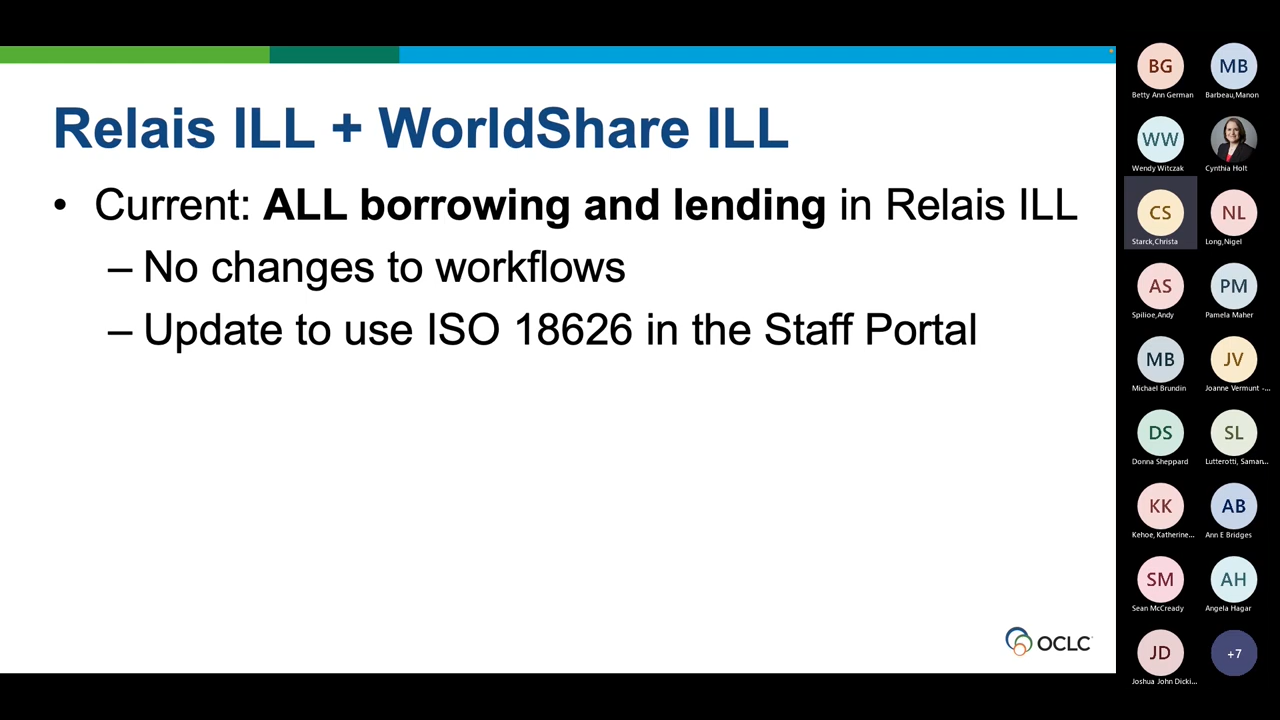 Relais ILL + WorldShare ILL
• Current: ALL borrowing and lending in Relais ILL
– No changes to workflows
– Update to use ISO 18626 in the Staff Portal
OCLC
BG
Betty Ann German
MB
Barbeau,Manon
WW
Wendy Witczak
Cynthia Holt
CS
Starck,Christa
NL
Long,Nigel
AS
Spilioe,Andy
PM
Pamela Maher
MB
Michael Brundin
JV
Joanne Vermunt -...
DS
Donna Sheppard
SL
Lutterotti, Saman...
KK
Kehoe, Katherine...
AB
Ann E Bridges
SM
Sean McCready
AH
Angela Hagar
JD
Joshua John Dicki...
+7